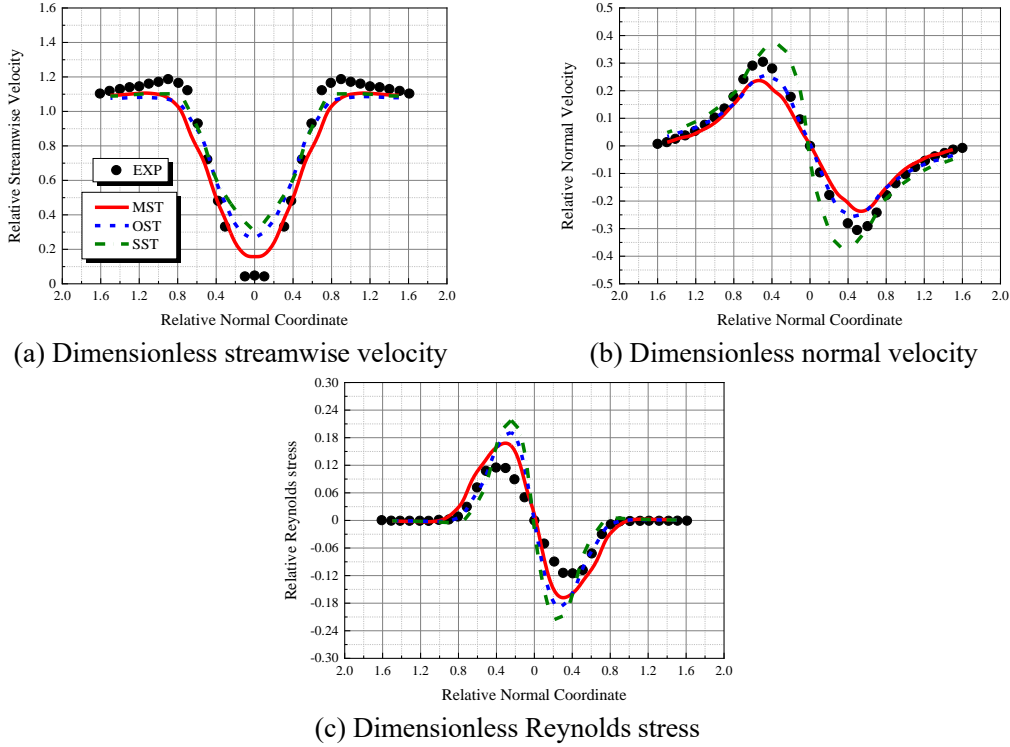 1.6
1.4
1.2
1.0
0.8
0.6
0.4
0.2
0
Relative Streamwise Velocity
EXP
MST
OST
SST
2.0 1.6 1.2 0.8 0.4 0 0.4 0.8 1.2 1.6 2.0
Relative Normal Coordinate
(a) Dimensionless streamwise velocity
0.5
0.4
0.3
0.2
0.1
0
-0.1
-0.2
-0.3
-0.4
-0.5
Relative Normal Velocity
2.0 1.6 1.2 0.8 0.4 0 0.4 0.8 1.2 1.6 2.0
Relative Normal Coordinate
(b) Dimensionless normal velocity
0.30
0.24
0.18
0.12
0.06
0
-0.06
-0.12
-0.18
-0.24
-0.30
Relative Reynolds stress
2.0 1.6 1.2 0.8 0.4 0 0.4 0.8 1.2 1.6 2.0
Relative Normal Coordinate
(c) Dimensionless Reynolds stress